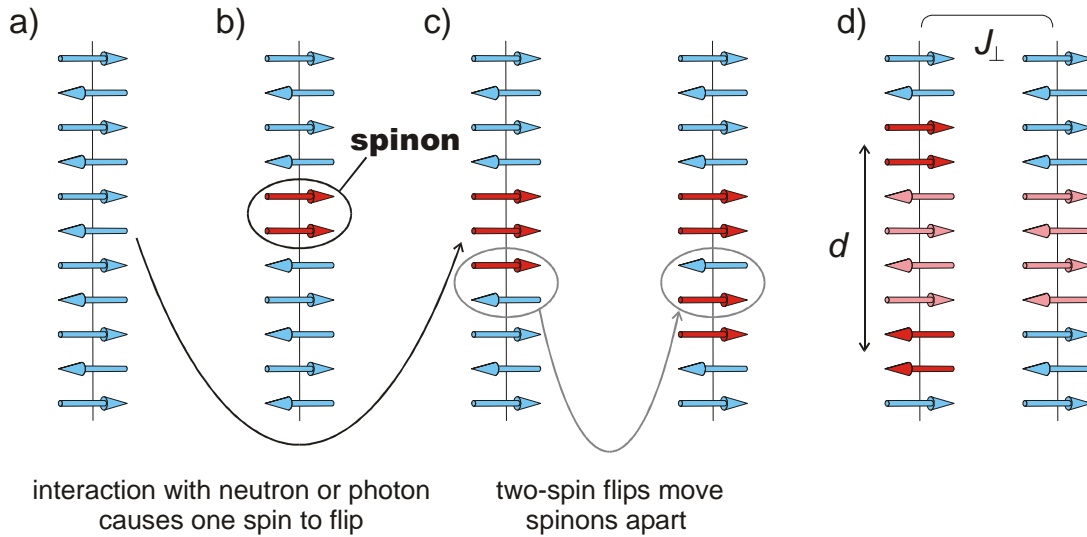 a)
b)
c)
d)
J⊥
spinon
d
interaction with neutron or photon
causes one spin to flip
two-spin flips move
spinons apart